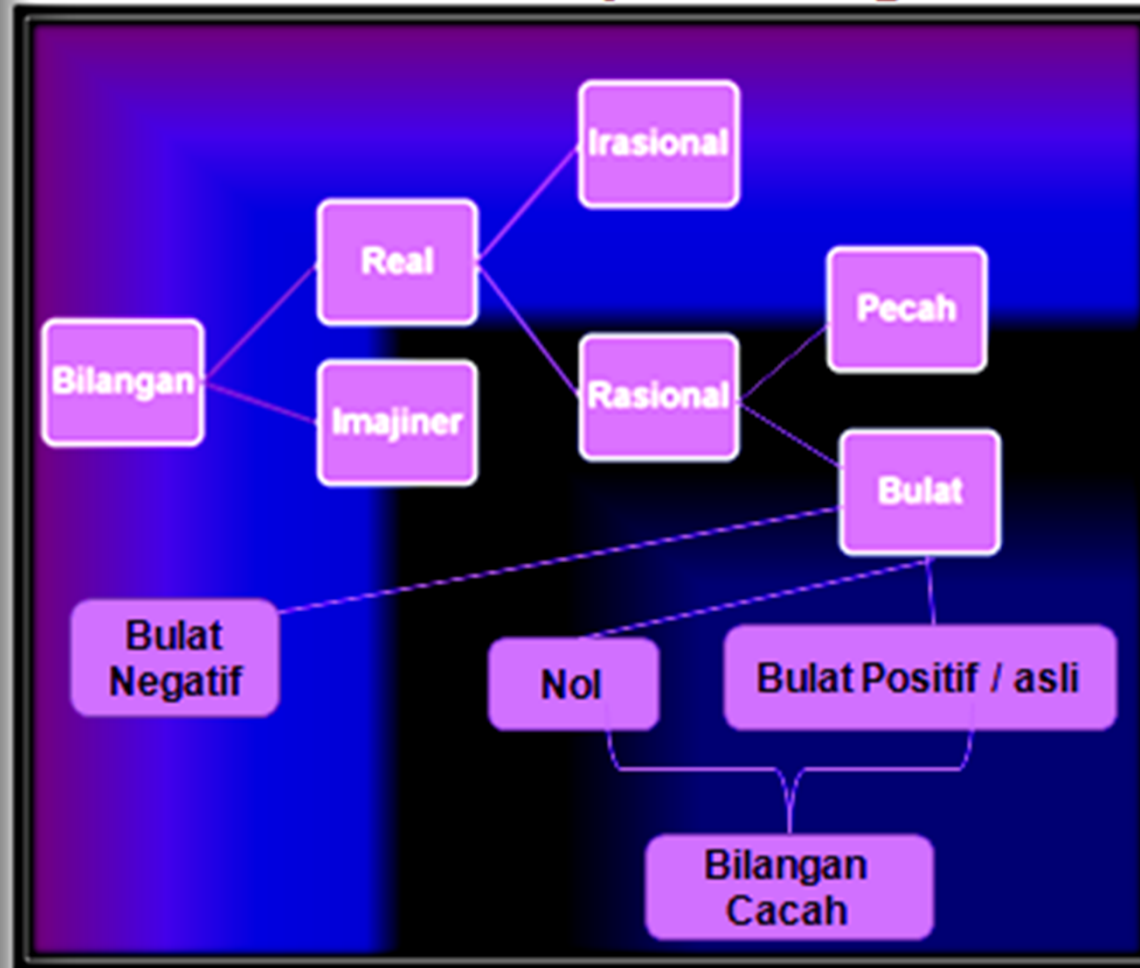 Irasional
Real
Pecah
Bilangan
Rasional
Imajiner
Bulat
Bulat
Negatif
Nol
Bulat Positif / asli
Bilangan
Cacah